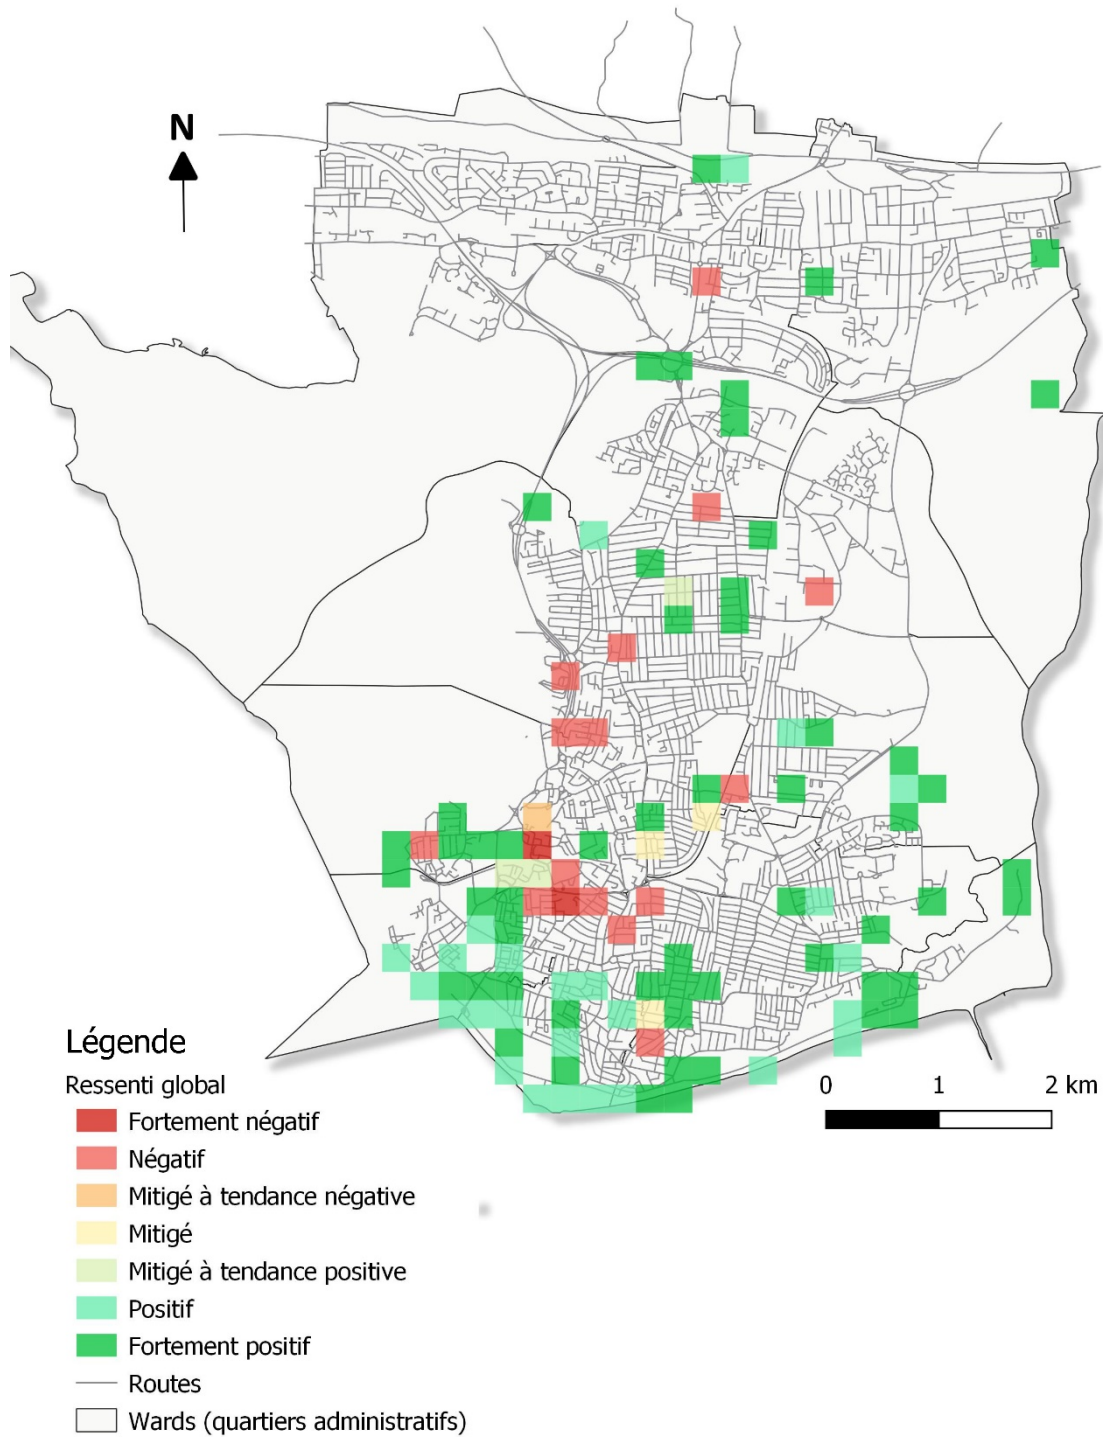 N
Légende
Ressenti global
Fortement négatif
Négatif
Mitigé à tendance négative
Mitigé
Mitigé à tendance positive
Positif
Fortement positif
Routes
Wards (quartiers administratifs)
0 1 2 km